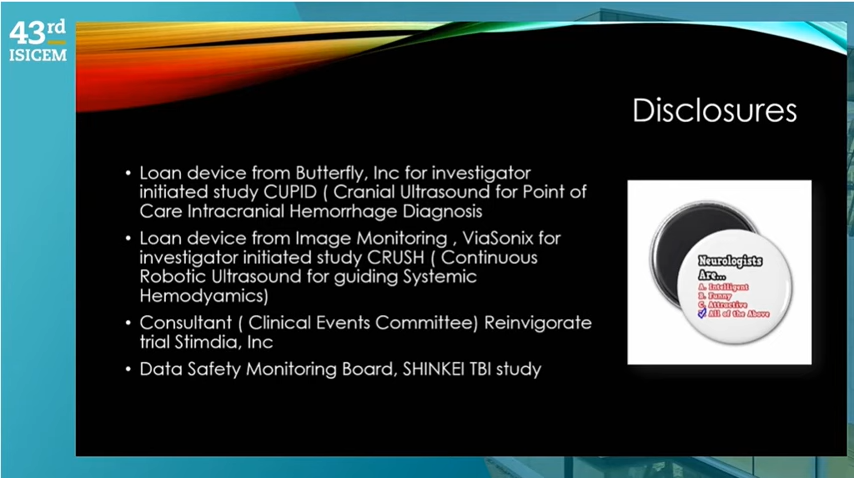 43rd
ISICEM
Disclosures
• Loan device from Butterfly, Inc for investigator
initiated study CUPID ( Cranial Ultrasound for Point of
Care Intracranial Hemorrhage Diagnosis
• Loan device from Image Monitoring , ViaSonix for
investigator initiated study CRUSH ( Continuous
Robotic Ultrasound for guiding Systemic
Hemodyamics)
• Consultant ( Clinical Events Committee) Reinvigorate
trial Stimdia, Inc
• Data Safety Monitoring Board, SHINKEI TBI study
Neurologists
Are...
A. Intelligent
B. Funny
C. Attractive
All of the Above